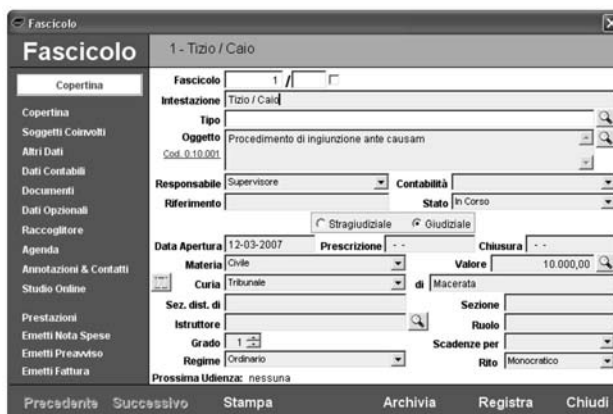 Fascicolo
Fascicolo
1 - Tizio / Caio
Copertina
Copertina
Soggetti Coinvolti
Altri Dati
Dati Contabili
Documenti
Dati Opzionali
Raccoglitore
Agenda
Annotazioni & Contatti
Studio Online
Prestazioni
Emetti Nota Spese
Emetti Preavviso
Emetti Fattura
Fascicolo 1 /
Intestazione Tizio / Caio
Tipo
Oggetto Procedimento di ingiunzione ante causam
Cod. 0.10.001
Responsabile Supervisore Contabilità
Riferimento Stato In Corso
Stragiudiziale Giudiziale
Data Apertura 12-03-2007 Prescrizione - - Chiusura - -
Materia Civile Valore 10.000,00
Curia Tribunale di Macerata
Sez. dist. di Sezione
Istruttore Ruolo
Grado 1 Scadenze per
Regime Ordinario Rito Monocratico
Prossima Udienza: nessuna
Precedente Successivo Stampa Archivia Registra Chiudi